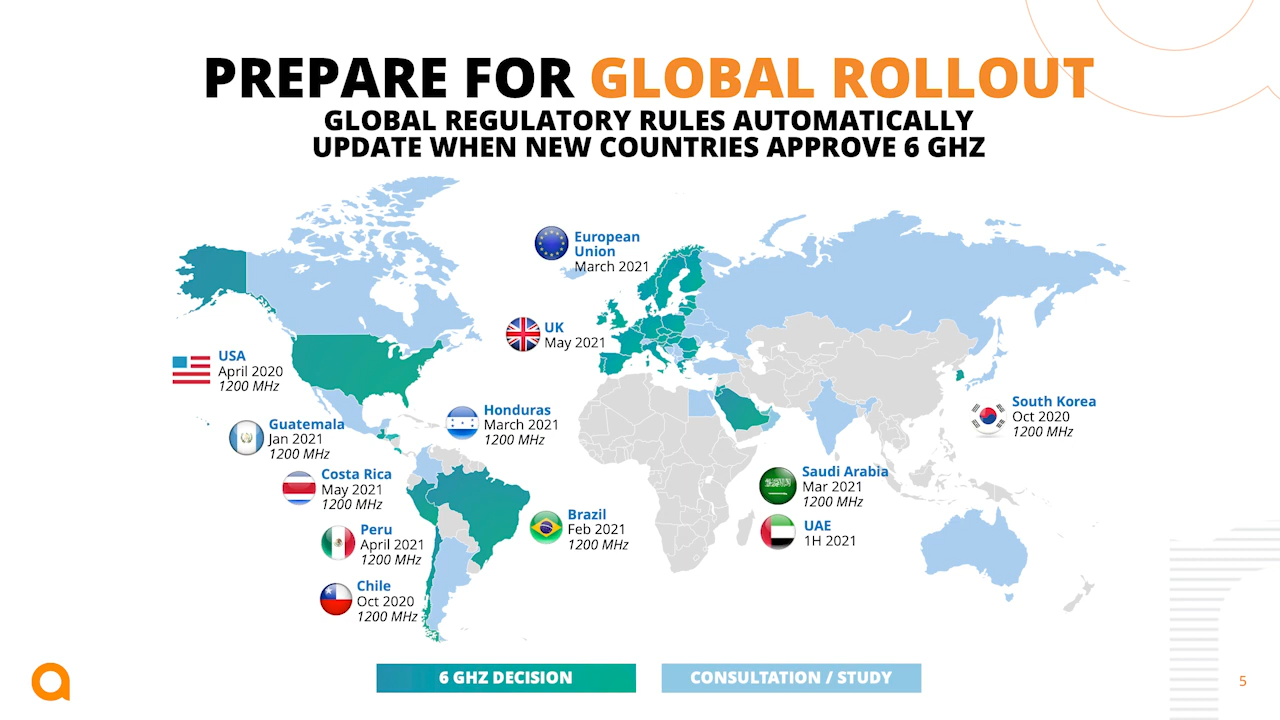 PREPARE FOR GLOBAL ROLLOUT
GLOBAL REGULATORY RULES AUTOMATICALLY
UPDATE WHEN NEW COUNTRIES APPROVE 6 GHZ
European
Union
March 2021
UK
May 2021
USA
April 2020
1200 MHz
Guatemala
Jan 2021
1200 MHz
Honduras
March 2021
1200 MHz
South Korea
Oct 2020
1200 MHz
Costa Rica
May 2021
1200 MHz
Saudi Arabia
Mar 2021
1200 MHz
Peru
April 2021
1200 MHz
Brazil
Feb 2021
1200 MHz
UAE
1H 2021
Chile
Oct 2020
1200 MHz
6 GHZ DECISION
CONSULTATION / STUDY
5